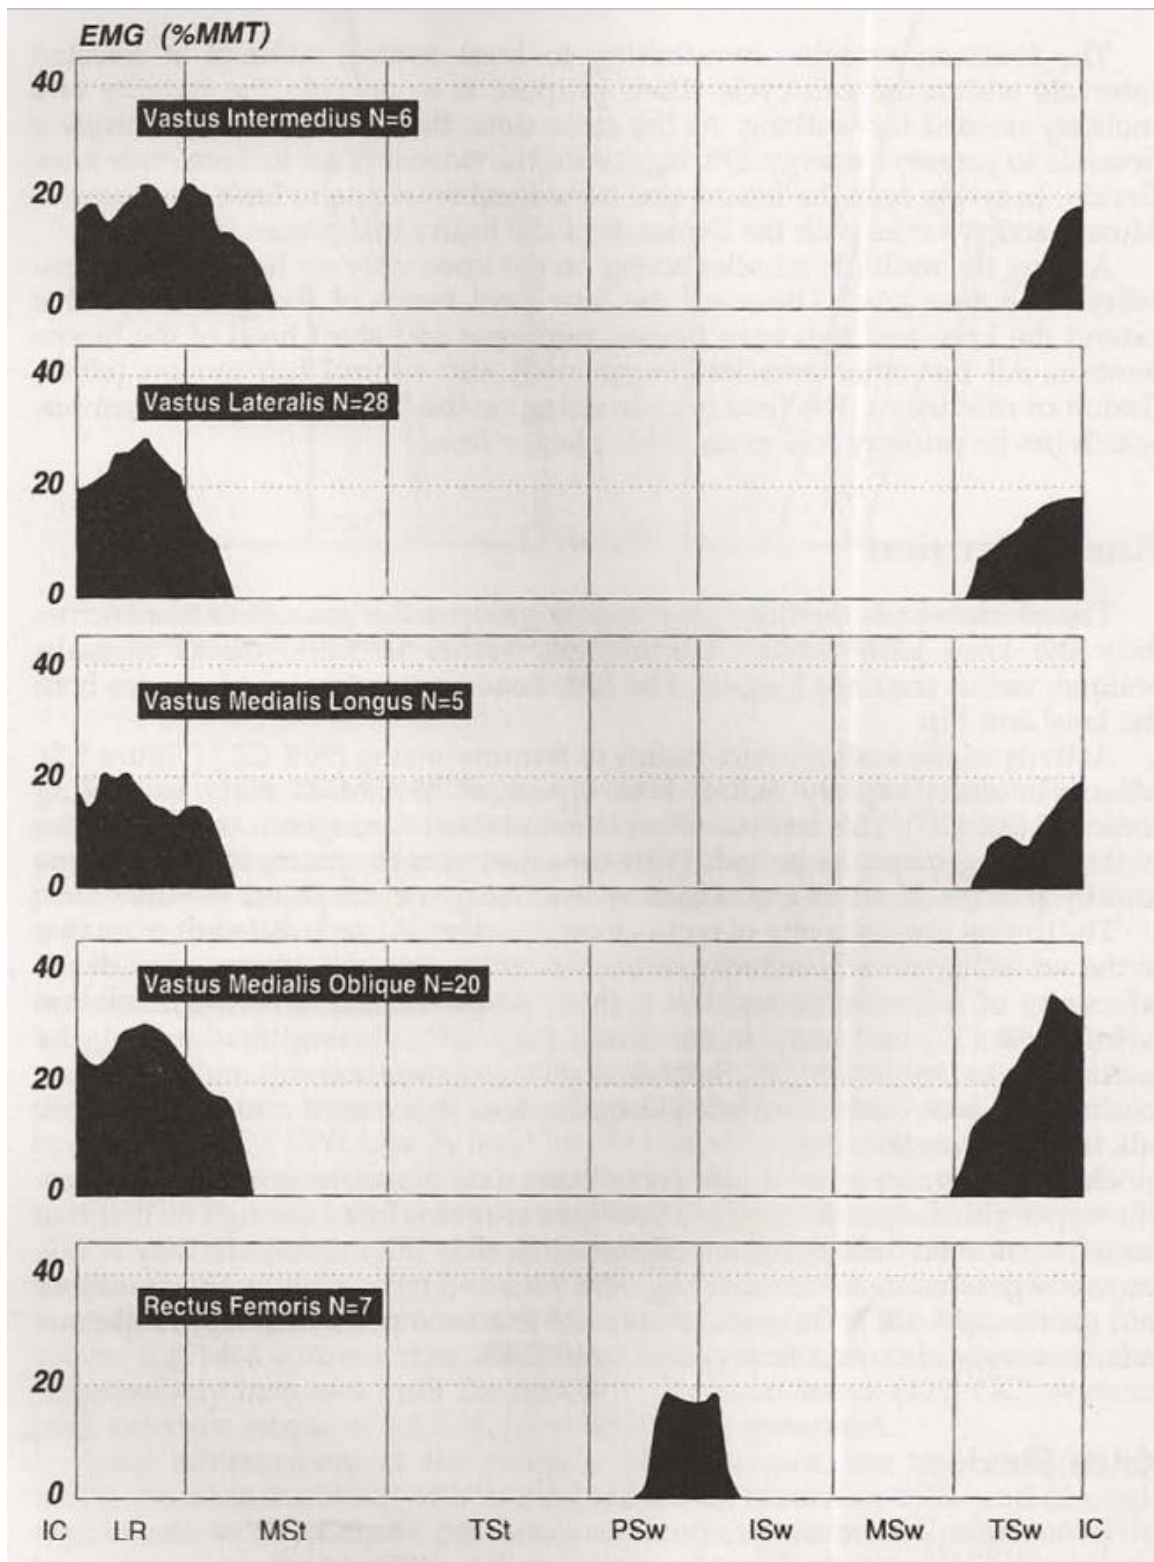 EMG (%MMT)
40
Vastus Intermedius N=6
20
0
40
Vastus Lateralis N=28
20
0
40
Vastus Medialis Longus N=5
20
0
40
Vastus Medialis Oblique N=20
20
0
40
Rectus Femoris N=7
20
0
IC LR MSt TSt PSw ISw MSw TSw IC